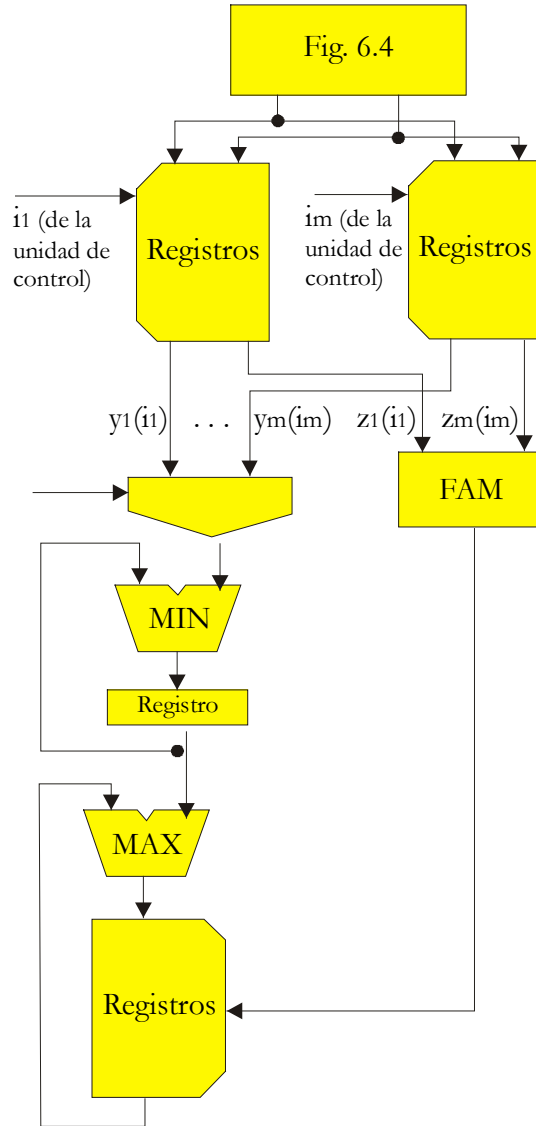 Fig. 6.4
i1 (de la
unidad de
control)
Registros
im (de la
unidad de
control)
Registros
y1(i1) . . . ym(im) z1(i1) zm(im)
FAM
MIN
Registro
MAX
Registros